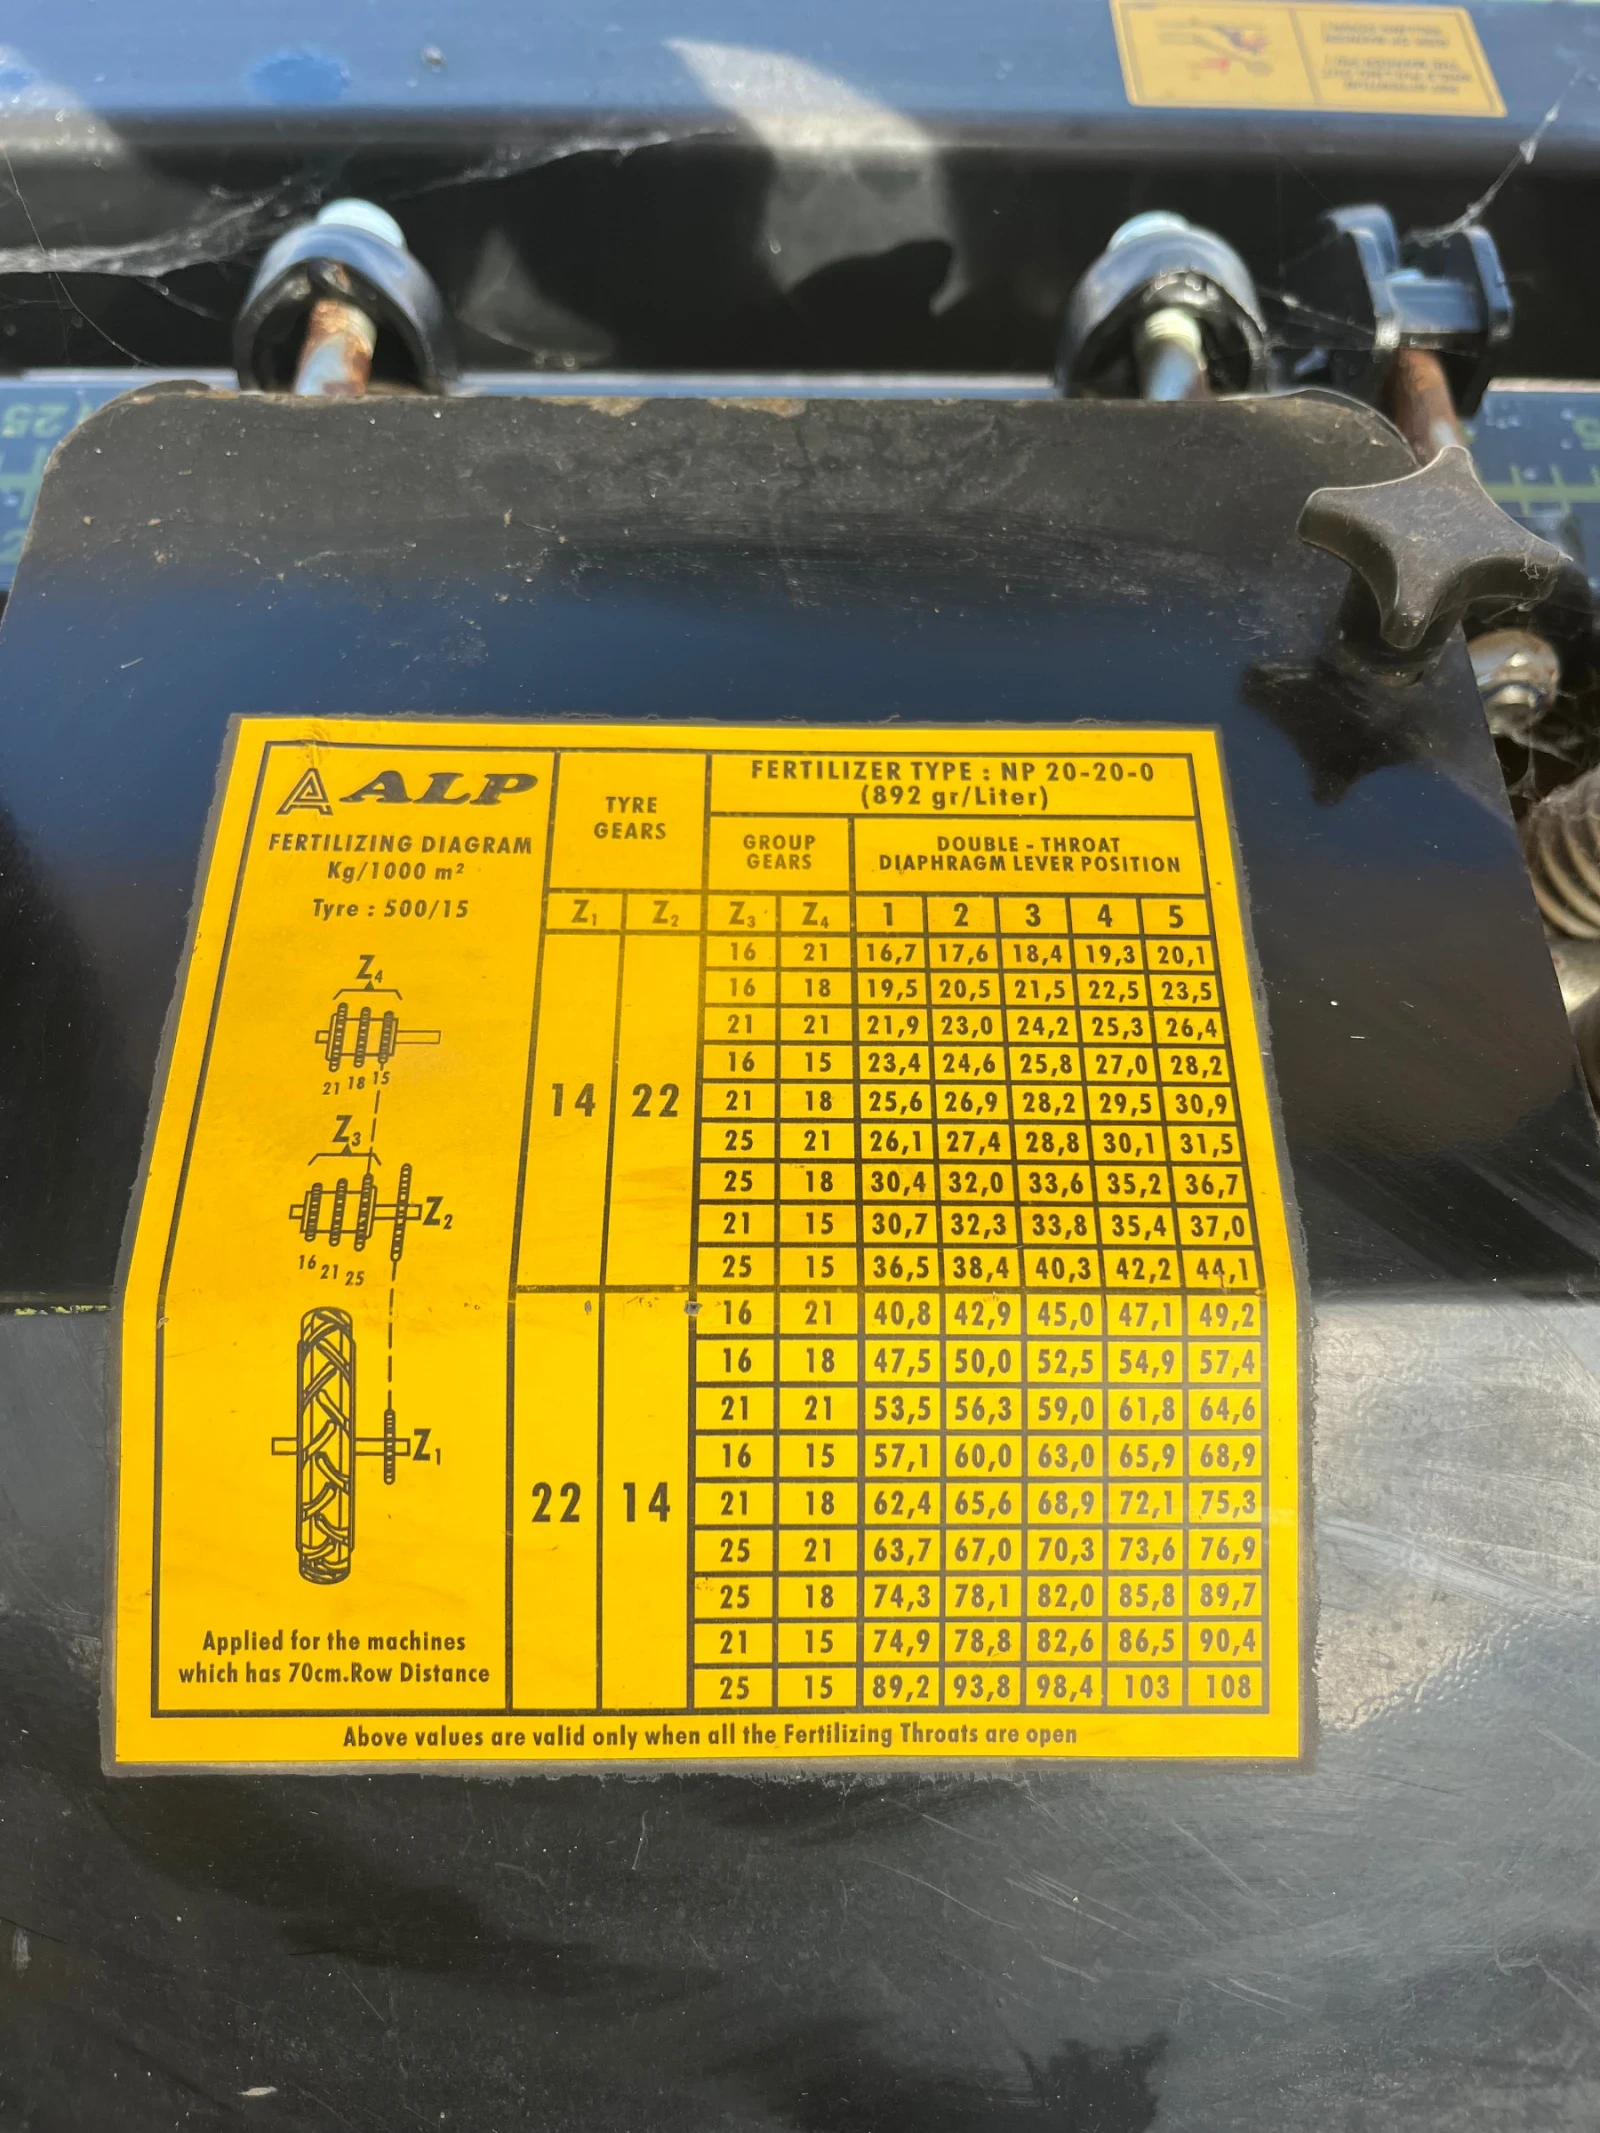 ALP
FERTILIZING DIAGRAM
Kg/1000 m²
Tyre : 500/15
Z₄
21 18 15
Z₃
Z₂
16 21 25
Z₁
Applied for the machines
which has 70cm.Row Distance
TYRE
GEARS
FERTILIZER TYPE : NP 20-20-0
(892 gr/Liter)
GROUP
GEARS
DOUBLE - THROAT
DIAPHRAGM LEVER POSITION
Z₁ Z₂ Z₃ Z₄ 1 2 3 4 5
16 21 16,7 17,6 18,4 19,3 20,1
16 18 19,5 20,5 21,5 22,5 23,5
21 21 21,9 23,0 24,2 25,3 26,4
16 15 23,4 24,6 25,8 27,0 28,2
14 22 21 18 25,6 26,9 28,2 29,5 30,9
25 21 26,1 27,4 28,8 30,1 31,5
25 18 30,4 32,0 33,6 35,2 36,7
21 15 30,7 32,3 33,8 35,4 37,0
25 15 36,5 38,4 40,3 42,2 44,1
16 21 40,8 42,9 45,0 47,1 49,2
16 18 47,5 50,0 52,5 54,9 57,4
21 21 53,5 56,3 59,0 61,8 64,6
16 15 57,1 60,0 63,0 65,9 68,9
22 14 21 18 62,4 65,6 68,9 72,1 75,3
25 21 63,7 67,0 70,3 73,6 76,9
25 18 74,3 78,1 82,0 85,8 89,7
21 15 74,9 78,8 82,6 86,5 90,4
25 15 89,2 93,8 98,4 103 108
Above values are valid only when all the Fertilizing Throats are open